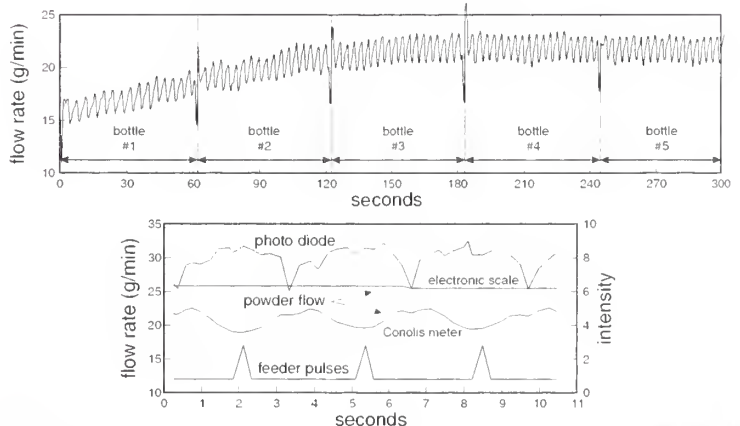 25
20
15
10
flow rate (g/min)
bottle #1
bottle #2
bottle #3
bottle #4
bottle #5
0 30 60 90 120 150 180 210 240 270 300
seconds
35
30
25
20
15
10
flow rate (g/min)
photo diode
electronic scale
powder flow
Coriolis meter
feeder pulses
10
8
6
4
2
0
intensity
0 1 2 3 4 5 6 7 8 9 10 11
seconds